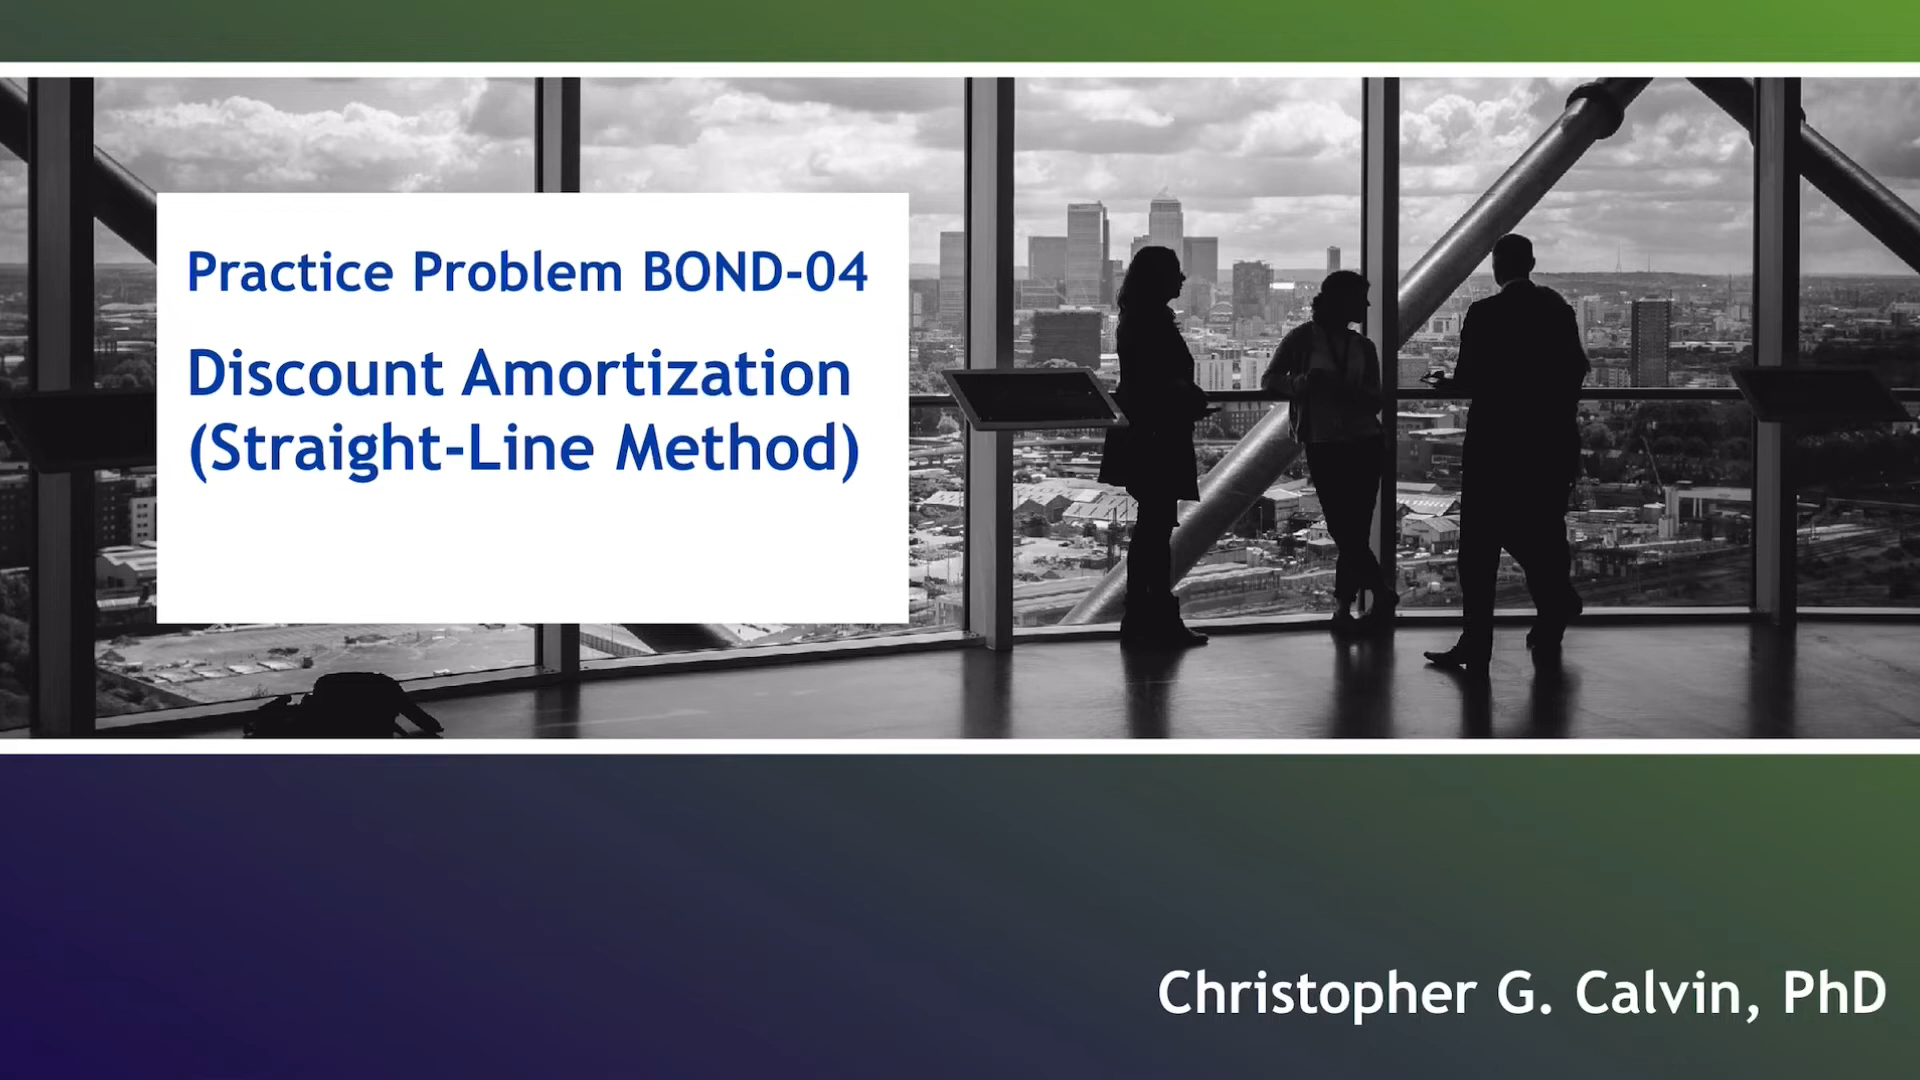 Practice Problem BOND-04
Discount Amortization
(Straight-Line Method)
Christopher G. Calvin, PhD